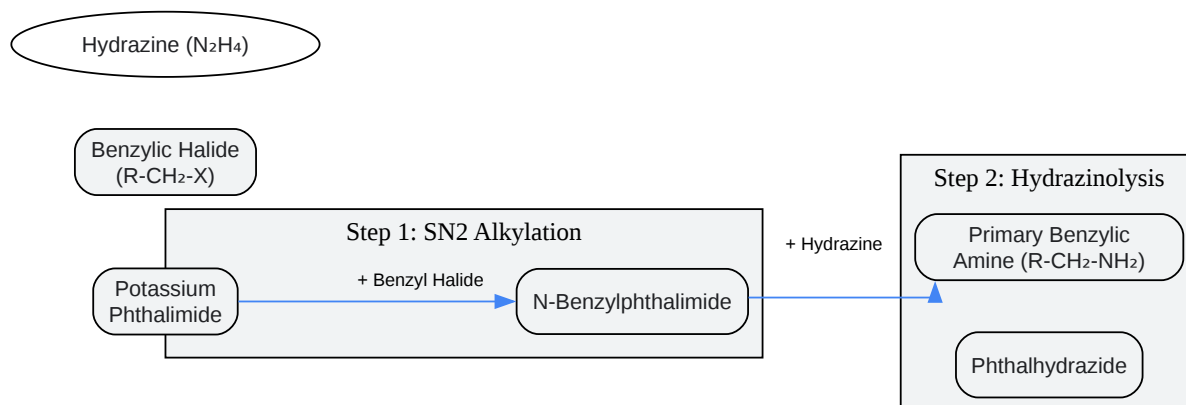 Hydrazine (N₂H₄)
Benzylic Halide
(R-CH₂-X)
Step 1: SN2 Alkylation
+ Benzyl Halide
Potassium
Phthalimide
N-Benzylphthalimide
+ Hydrazine
Step 2: Hydrazinolysis
Primary Benzylic
Amine (R-CH₂-NH₂)
Phthalhydrazide